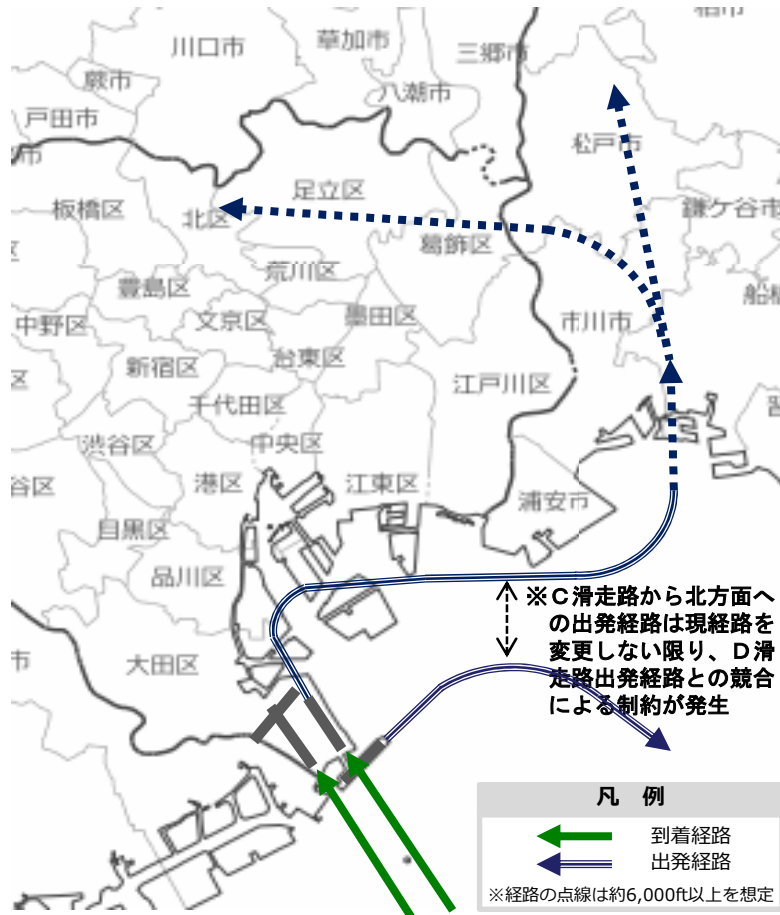 川口市
草加市
三郷市
蕨市
八潮市
戸田市
松戸市
足立区
板橋区
北区
鎌ケ谷市
葛飾区
荒川区
豊島区
文京区
墨田区
市川市
中野区
台東区
新宿区
江戸川区
千代田区
渋谷区
中央区
港区
江東区
谷区
浦安市
目黒区
品川区
大田区
市
※C滑走路から北方面へ
の出発経路は現経路を
変更しない限り、D滑
走路出発経路との競合
による制約が発生
凡 例
到着経路
出発経路
※経路の点線は約6,000ft以上を想定